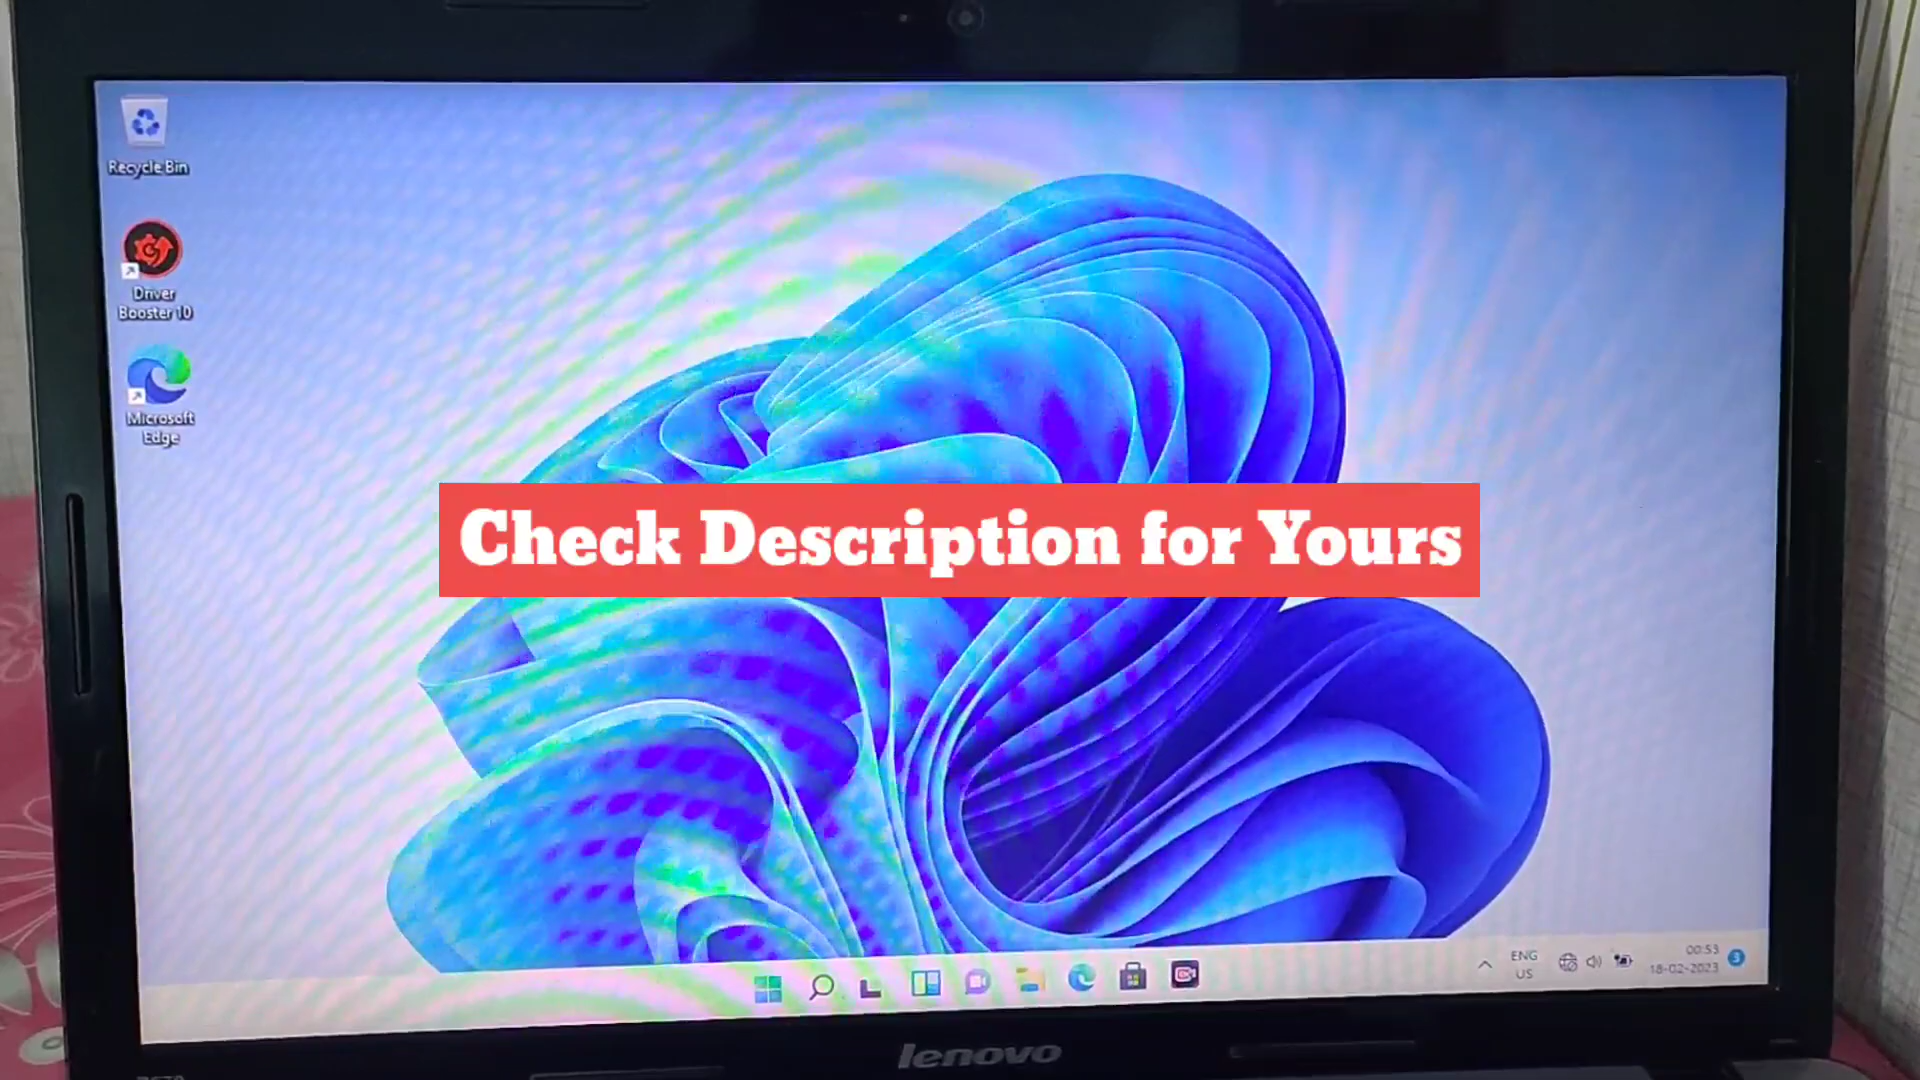 Recycle Bin
Driver
Booster 10
Microsoft
Edge
Check Description for Yours
ENG
US
00:53
18-02-2023
3
lenovo